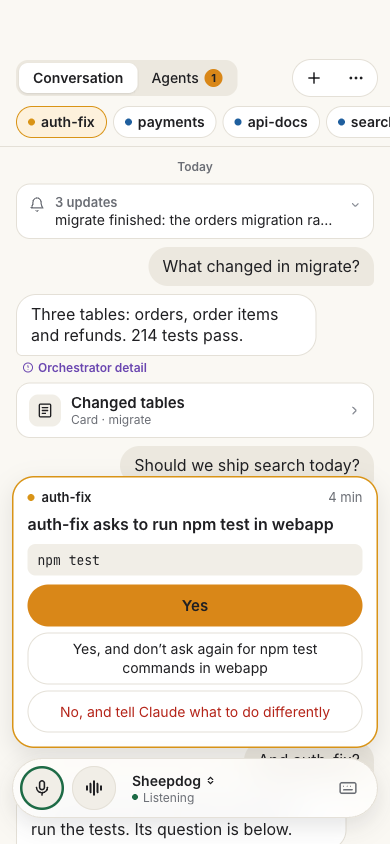 Conversation
Agents 1
auth-fix
payments
api-docs
search
Today
3 updates
migrate finished: the orders migration ra...
What changed in migrate?
Three tables: orders, order items
and refunds. 214 tests pass.
Orchestrator detail
Changed tables
Card · migrate
Should we ship search today?
auth-fix
4 min
auth-fix asks to run npm test in webapp
npm test
Yes
Yes, and don’t ask again for npm test
commands in webapp
No, and tell Claude what to do differently
And auth-fix?
Sheepdog
Listening
run the tests. Its question is below.